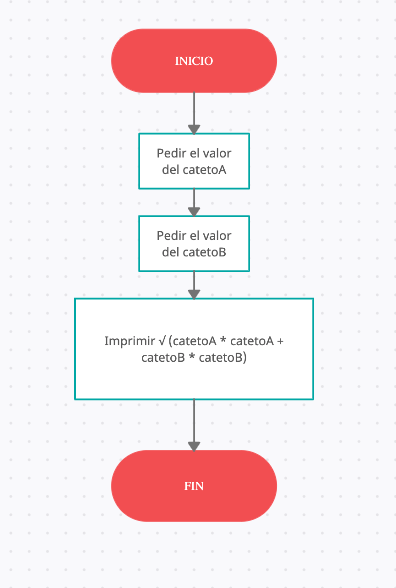 INICIO
Pedir el valor
del catetoA
Pedir el valor
del catetoB
Imprimir √ (catetoA * catetoA +
catetoB * catetoB)
FIN